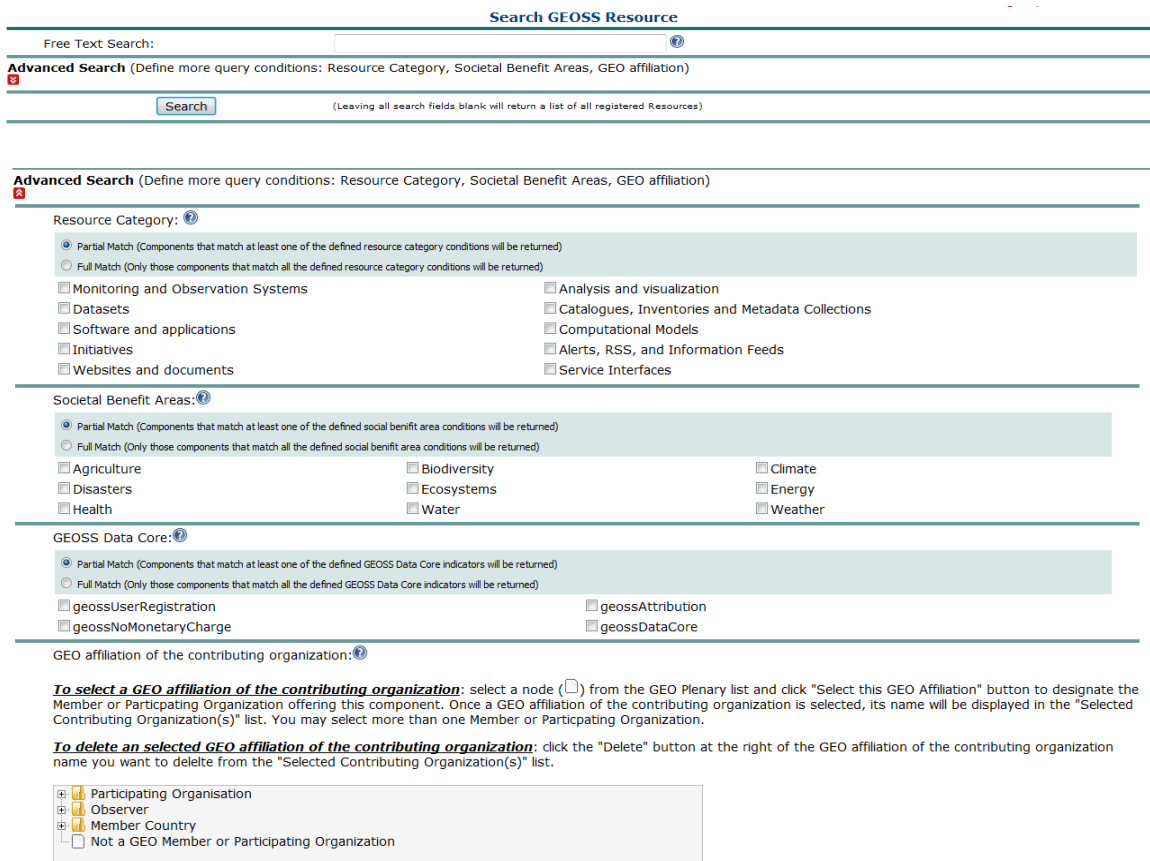 Search GEOSS Resource
Free Text Search:
Advanced Search (Define more query conditions: Resource Category, Societal Benefit Areas, GEO affiliation)
Search (Leaving all search fields blank will return a list of all registered Resources)
Advanced Search (Define more query conditions: Resource Category, Societal Benefit Areas, GEO affiliation)
Resource Category:
Partial Match (Components that match at least one of the defined resource category conditions will be returned)
Full Match (Only those components that match all the defined resource category conditions will be returned)
Monitoring and Observation Systems Analysis and visualization
Datasets Catalogues, Inventories and Metadata Collections
Software and applications Computational Models
Initiatives Alerts, RSS, and Information Feeds
Websites and documents Service Interfaces
Societal Benefit Areas:
Partial Match (Components that match at least one of the defined social benifit area conditions will be returned)
Full Match (Only those components that match all the defined social benifit area conditions will be returned)
Agriculture Biodiversity Climate
Disasters Ecosystems Energy
Health Water Weather
GEOSS Data Core:
Partial Match (Components that match at least one of the defined GEOSS Data Core indicators will be returned)
Full Match (Only those components that match all the defined GEOSS Data Core indicators will be returned)
geossUserRegistration geossAttribution
geossNoMonetaryCharge geossDataCore
GEO affiliation of the contributing organization:
To select a GEO affiliation of the contributing organization: select a node ( ) from the GEO Plenary list and click "Select this GEO Affiliation" button to designate the
Member or Particpating Organization offering this component. Once a GEO affiliation of the contributing organization is selected, its name will be displayed in the "Selected
Contributing Organization(s)" list. You may select more than one Member or Particpating Organization.
To delete an selected GEO affiliation of the contributing organization: click the "Delete" button at the right of the GEO affiliation of the contributing organization
name you want to delelte from the "Selected Contributing Organization(s)" list.
Participating Organisation
Observer
Member Country
Not a GEO Member or Participating Organization